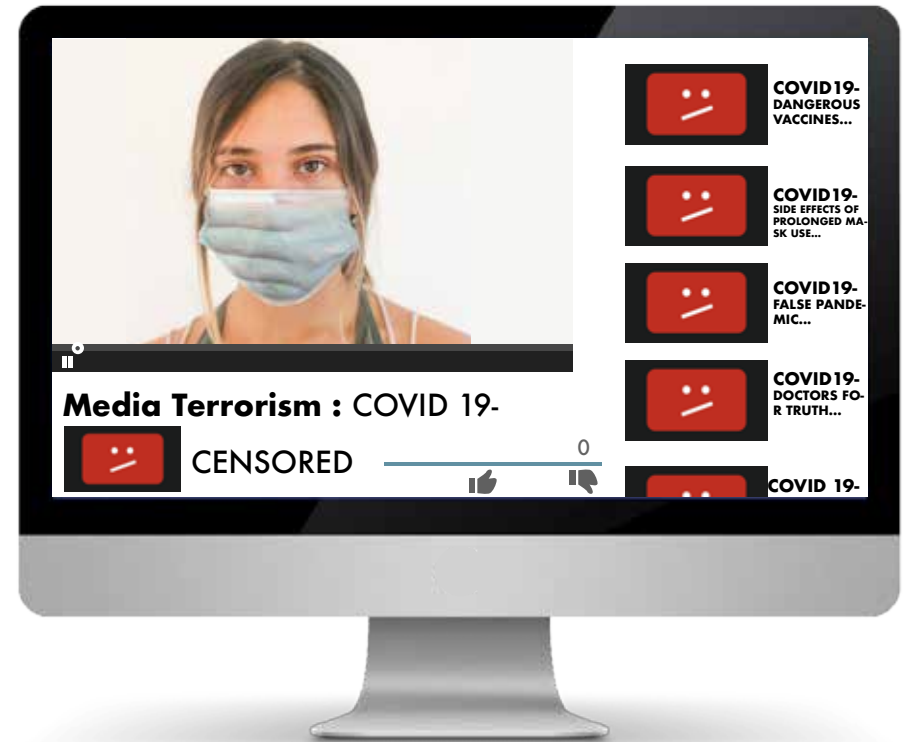 Media Terrorism : COVID 19-
CENSORED
0
COVID19-
DANGEROUS
VACCINES...
COVID19-
SIDE EFFECTS OF
PROLONGED MA-
SK USE...
COVID19-
FALSE PANDE-
MIC...
COVID19-
DOCTORS FO-
R TRUTH...
COVID 19-